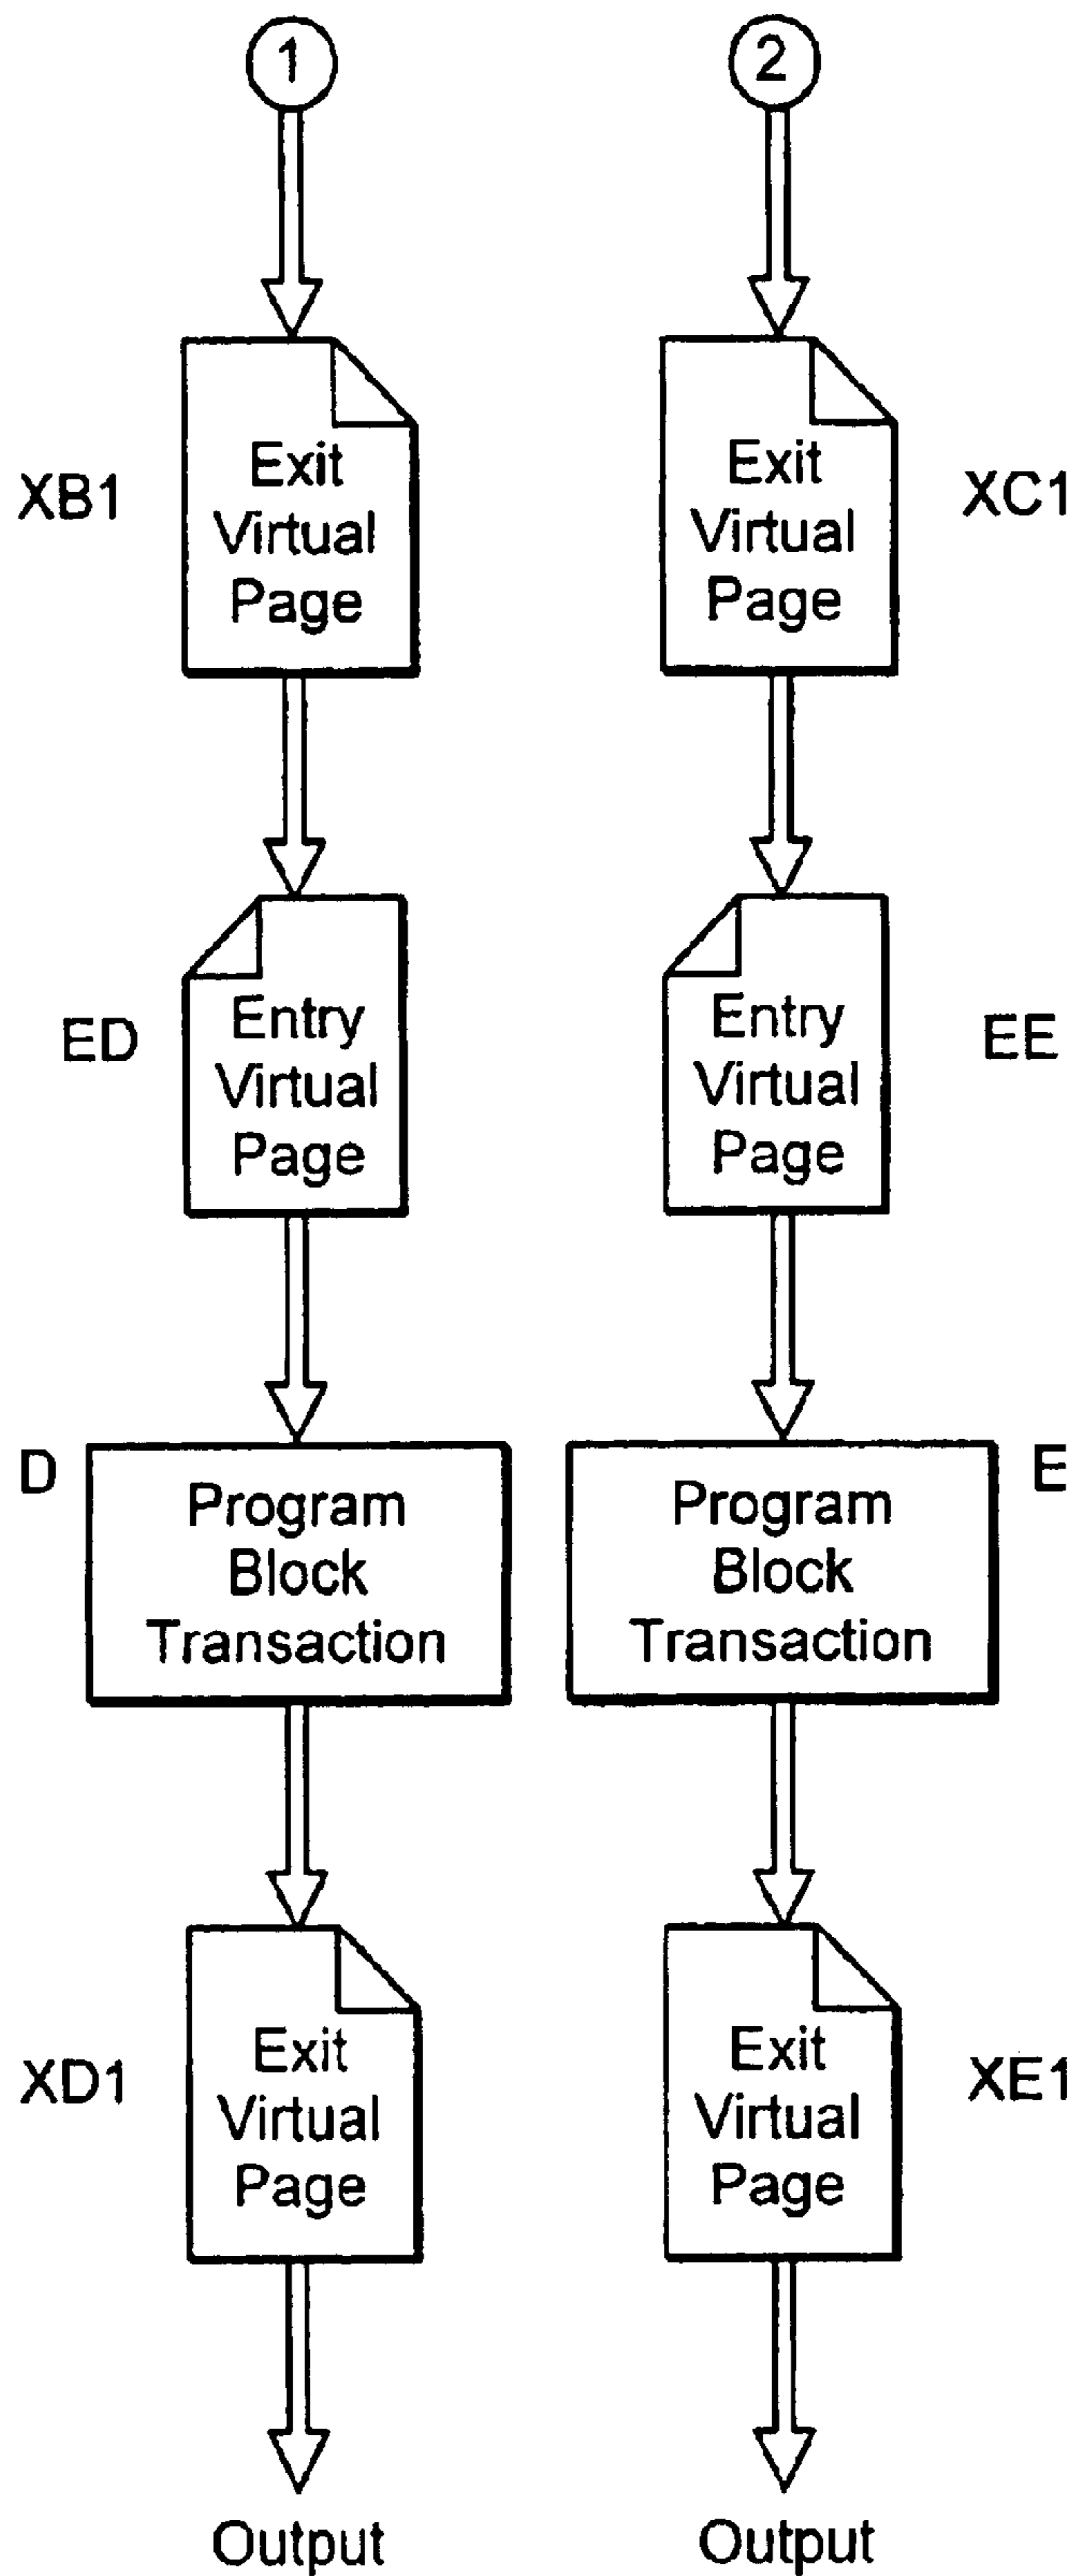 1
2
XB1
Exit
Virtual
Page
Exit
Virtual
Page
XC1
ED
Entry
Virtual
Page
Entry
Virtual
Page
EE
D
Program
Block
Transaction
Program
Block
Transaction
E
XD1
Exit
Virtual
Page
Exit
Virtual
Page
XE1
Output
Output